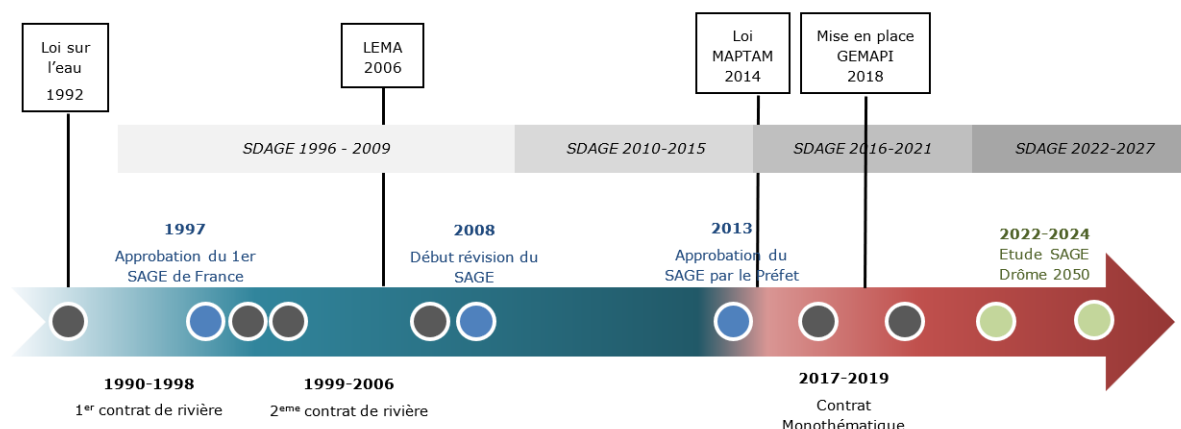 Loi sur
l'eau
1992
LEMA
2006
Loi
MAPTAM
2014
Mise en place
GEMAPI
2018
SDAGE 1996 - 2009
SDAGE 2010-2015
SDAGE 2016-2021
SDAGE 2022-2027
1997
Approbation du 1er
SAGE de France
2008
Début révision du
SAGE
2013
Approbation du
SAGE par le Préfet
2022-2024
Etude SAGE
Drôme 2050
1990-1998
1er contrat de rivière
1999-2006
2eme contrat de rivière
2017-2019
Contrat
Monothématique